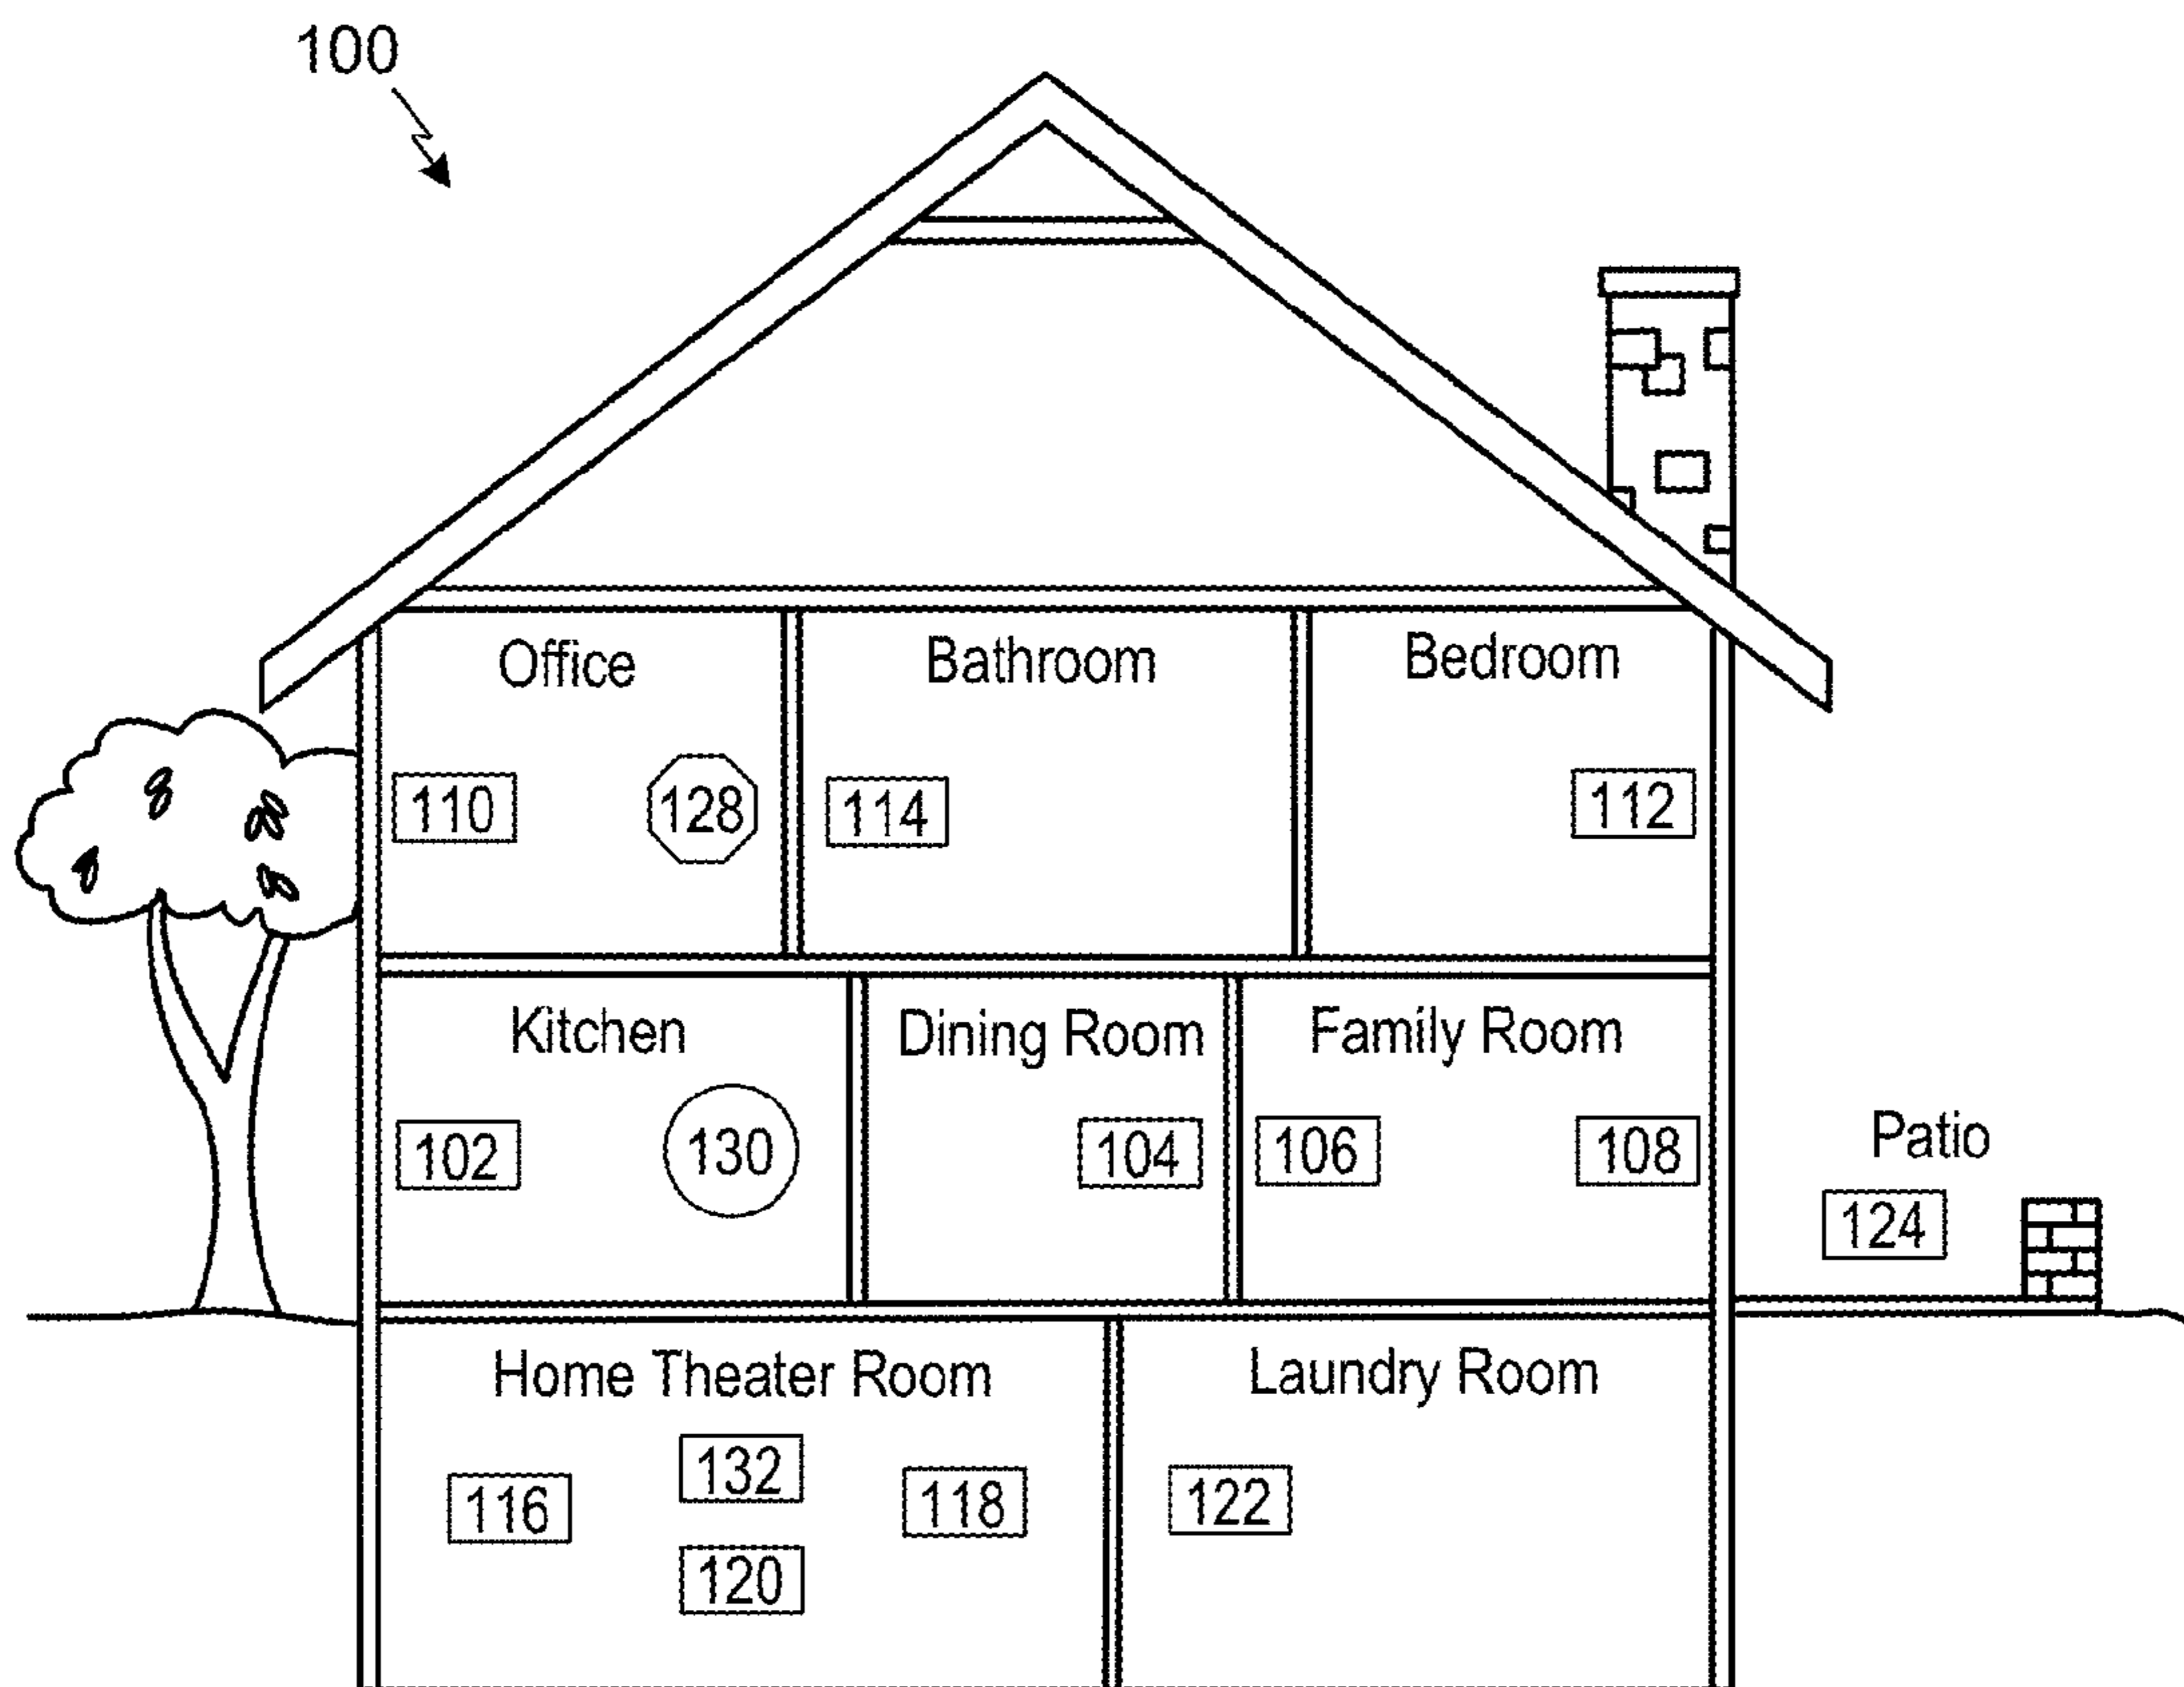 100
Office Bathroom Bedroom
110 128 114 112
Kitchen Dining Room Family Room
102 130 104 106 108
Patio
124
Home Theater Room Laundry Room
132
116 118 122
120